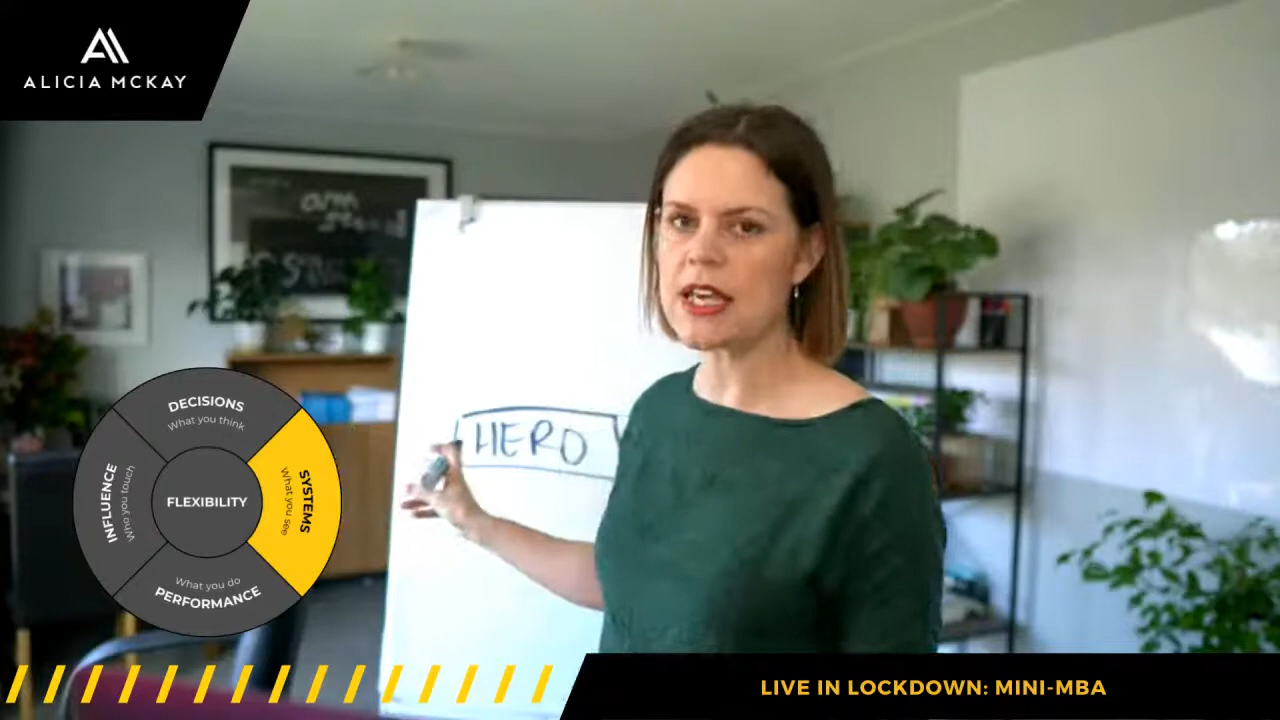 ALICIA MCKAY
DECISIONS
What you think
SYSTEMS
What you see
INFLUENCE
Who you touch
FLEXIBILITY
What you do
PERFORMANCE
HERO
LIVE IN LOCKDOWN: MINI-MBA